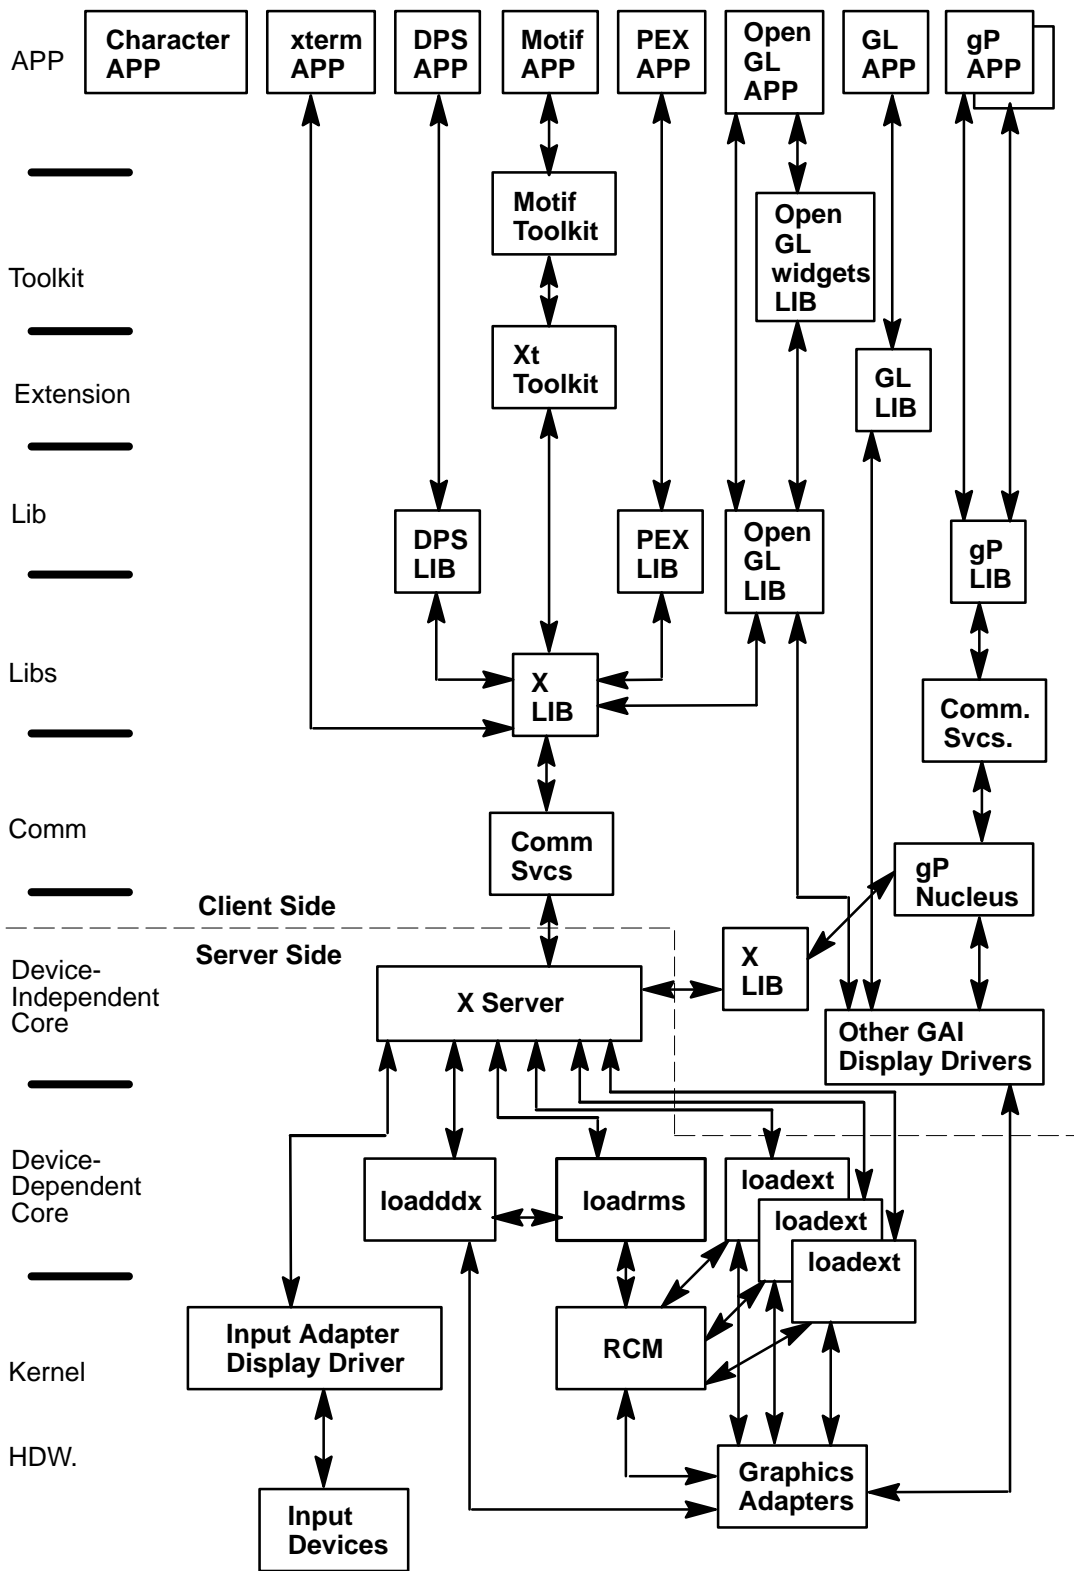 APP
Character
APP
xterm
APP
DPS
APP
Motif
APP
PEX
APP
Open
GL
APP
GL
APP
gP
APP
Motif
Toolkit
Open
GL
widgets
LIB
Toolkit
Xt
Toolkit
GL
LIB
Extension
Lib
DPS
LIB
PEX
LIB
Open
GL
LIB
gP
LIB
Libs
X
LIB
Comm.
Svcs.
Comm
Comm
Svcs
gP
Nucleus
Client Side
Server Side
Device-
Independent
Core
X Server
X
LIB
Other GAI
Display Drivers
Device-
Dependent
Core
loadddx
loadrms
loadext
loadext
loadext
Input Adapter
Display Driver
RCM
Kernel
HDW.
Graphics
Adapters
Input
Devices